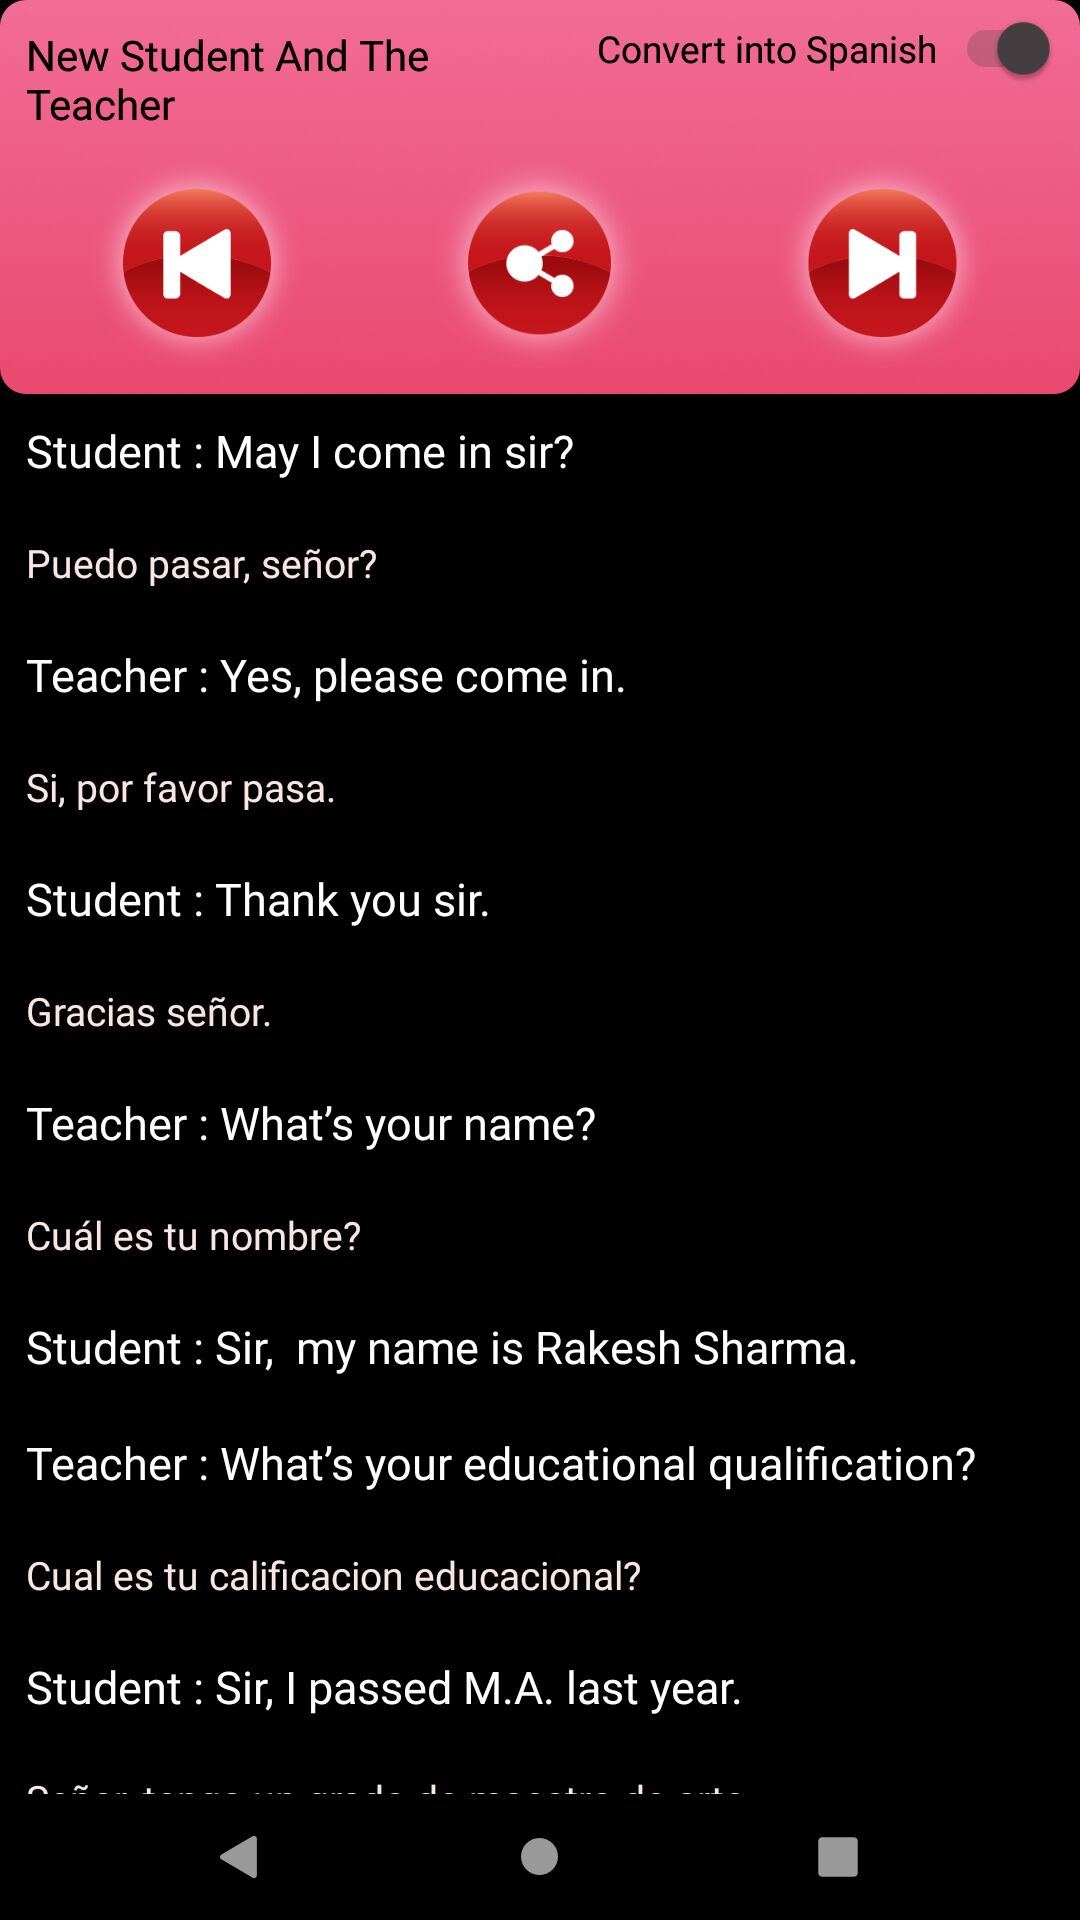 New Student And The
Teacher
Convert into Spanish
Student : May I come in sir?
Puedo pasar, señor?
Teacher : Yes, please come in.
Si, por favor pasa.
Student : Thank you sir.
Gracias señor.
Teacher : What’s your name?
Cuál es tu nombre?
Student : Sir,  my name is Rakesh Sharma.
Teacher : What’s your educational qualification?
Cual es tu calificacion educacional?
Student : Sir, I passed M.A. last year.